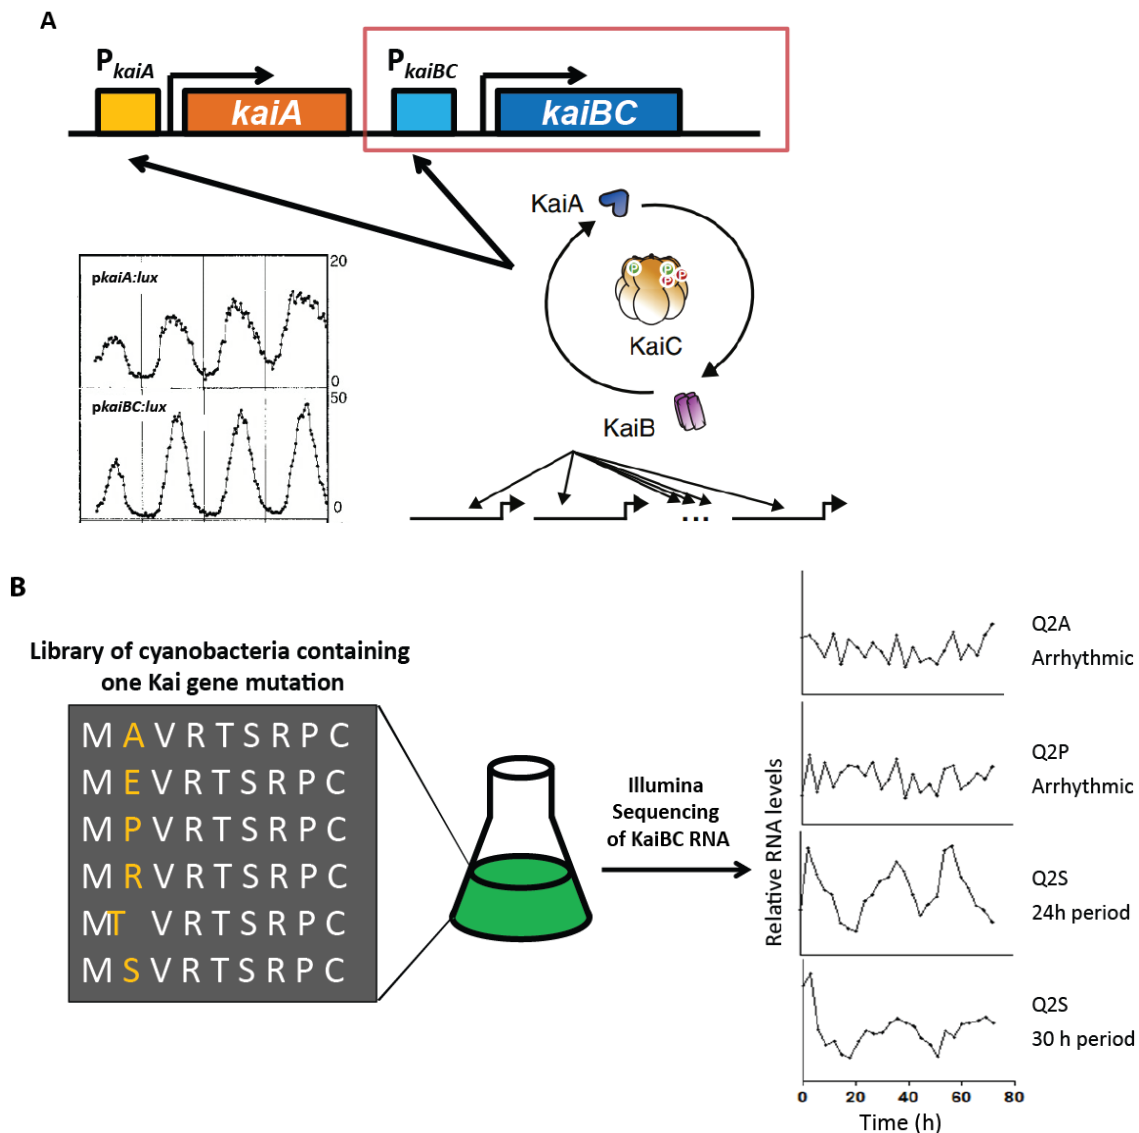 A
PkaiA
PkaiBC
kaiA
kaiBC
KaiA
P
P
P
P
KaiC
KaiB
pkaiA:lux
20
0
pkaiBC:lux
50
0
...
B
Library of cyanobacteria containing
one Kai gene mutation
M A V R T S R P C
M E V R T S R P C
M P V R T S R P C
M R V R T S R P C
MT V R T S R P C
M S V R T S R P C
Illumina
Sequencing
of KaiBC RNA
Relative RNA levels
Q2A
Arrhythmic
Q2P
Arrhythmic
Q2S
24h period
Q2S
30 h period
0 20 40 60 80
Time (h)